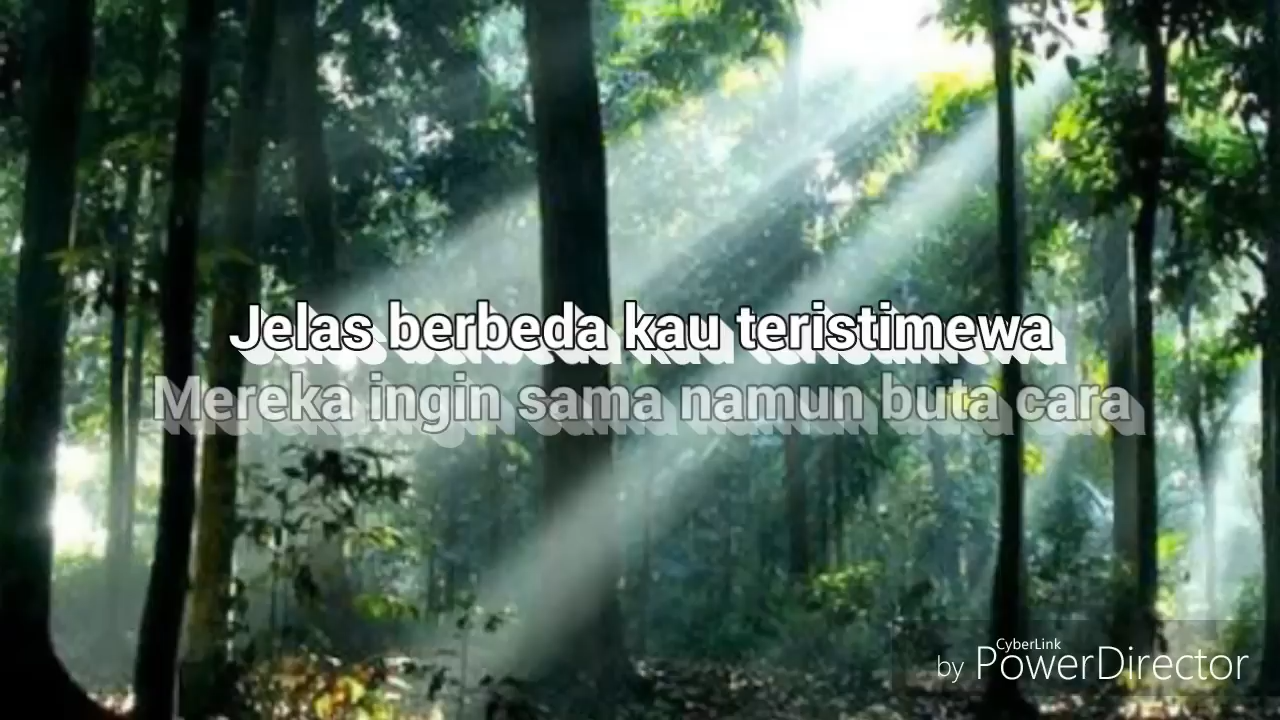 Jelas berbeda kau teristimewa
Mereka ingin sama namun buta cara
CyberLink
by PowerDirector